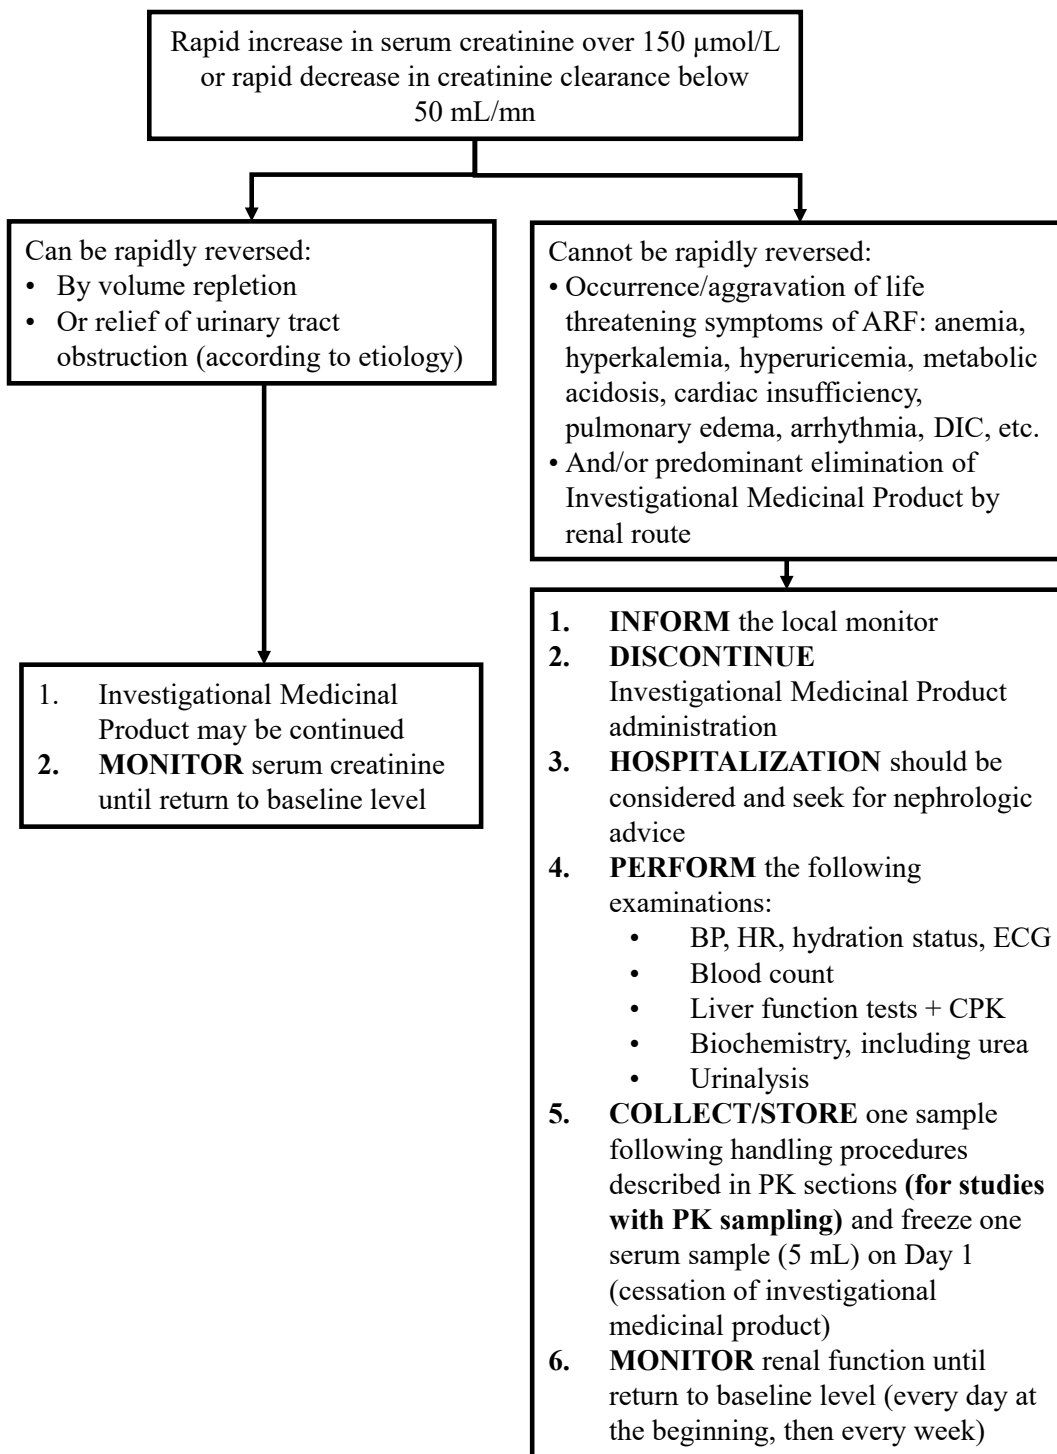 Rapid increase in serum creatinine over 150 µmol/L
or rapid decrease in creatinine clearance below
50 mL/mn
Can be rapidly reversed:
• By volume repletion
• Or relief of urinary tract
obstruction (according to etiology)
Cannot be rapidly reversed:
• Occurrence/aggravation of life
threatening symptoms of ARF: anemia,
hyperkalemia, hyperuricemia, metabolic
acidosis, cardiac insufficiency,
pulmonary edema, arrhythmia, DIC, etc.
• And/or predominant elimination of
Investigational Medicinal Product by
renal route
1. Investigational Medicinal
Product may be continued
2. MONITOR serum creatinine
until return to baseline level
1. INFORM the local monitor
2. DISCONTINUE
Investigational Medicinal Product
administration
3. HOSPITALIZATION should be
considered and seek for nephrologic
advice
4. PERFORM the following
examinations:
• BP, HR, hydration status, ECG
• Blood count
• Liver function tests + CPK
• Biochemistry, including urea
• Urinalysis
5. COLLECT/STORE one sample
following handling procedures
described in PK sections (for studies
with PK sampling) and freeze one
serum sample (5 mL) on Day 1
(cessation of investigational
medicinal product)
6. MONITOR renal function until
return to baseline level (every day at
the beginning, then every week)